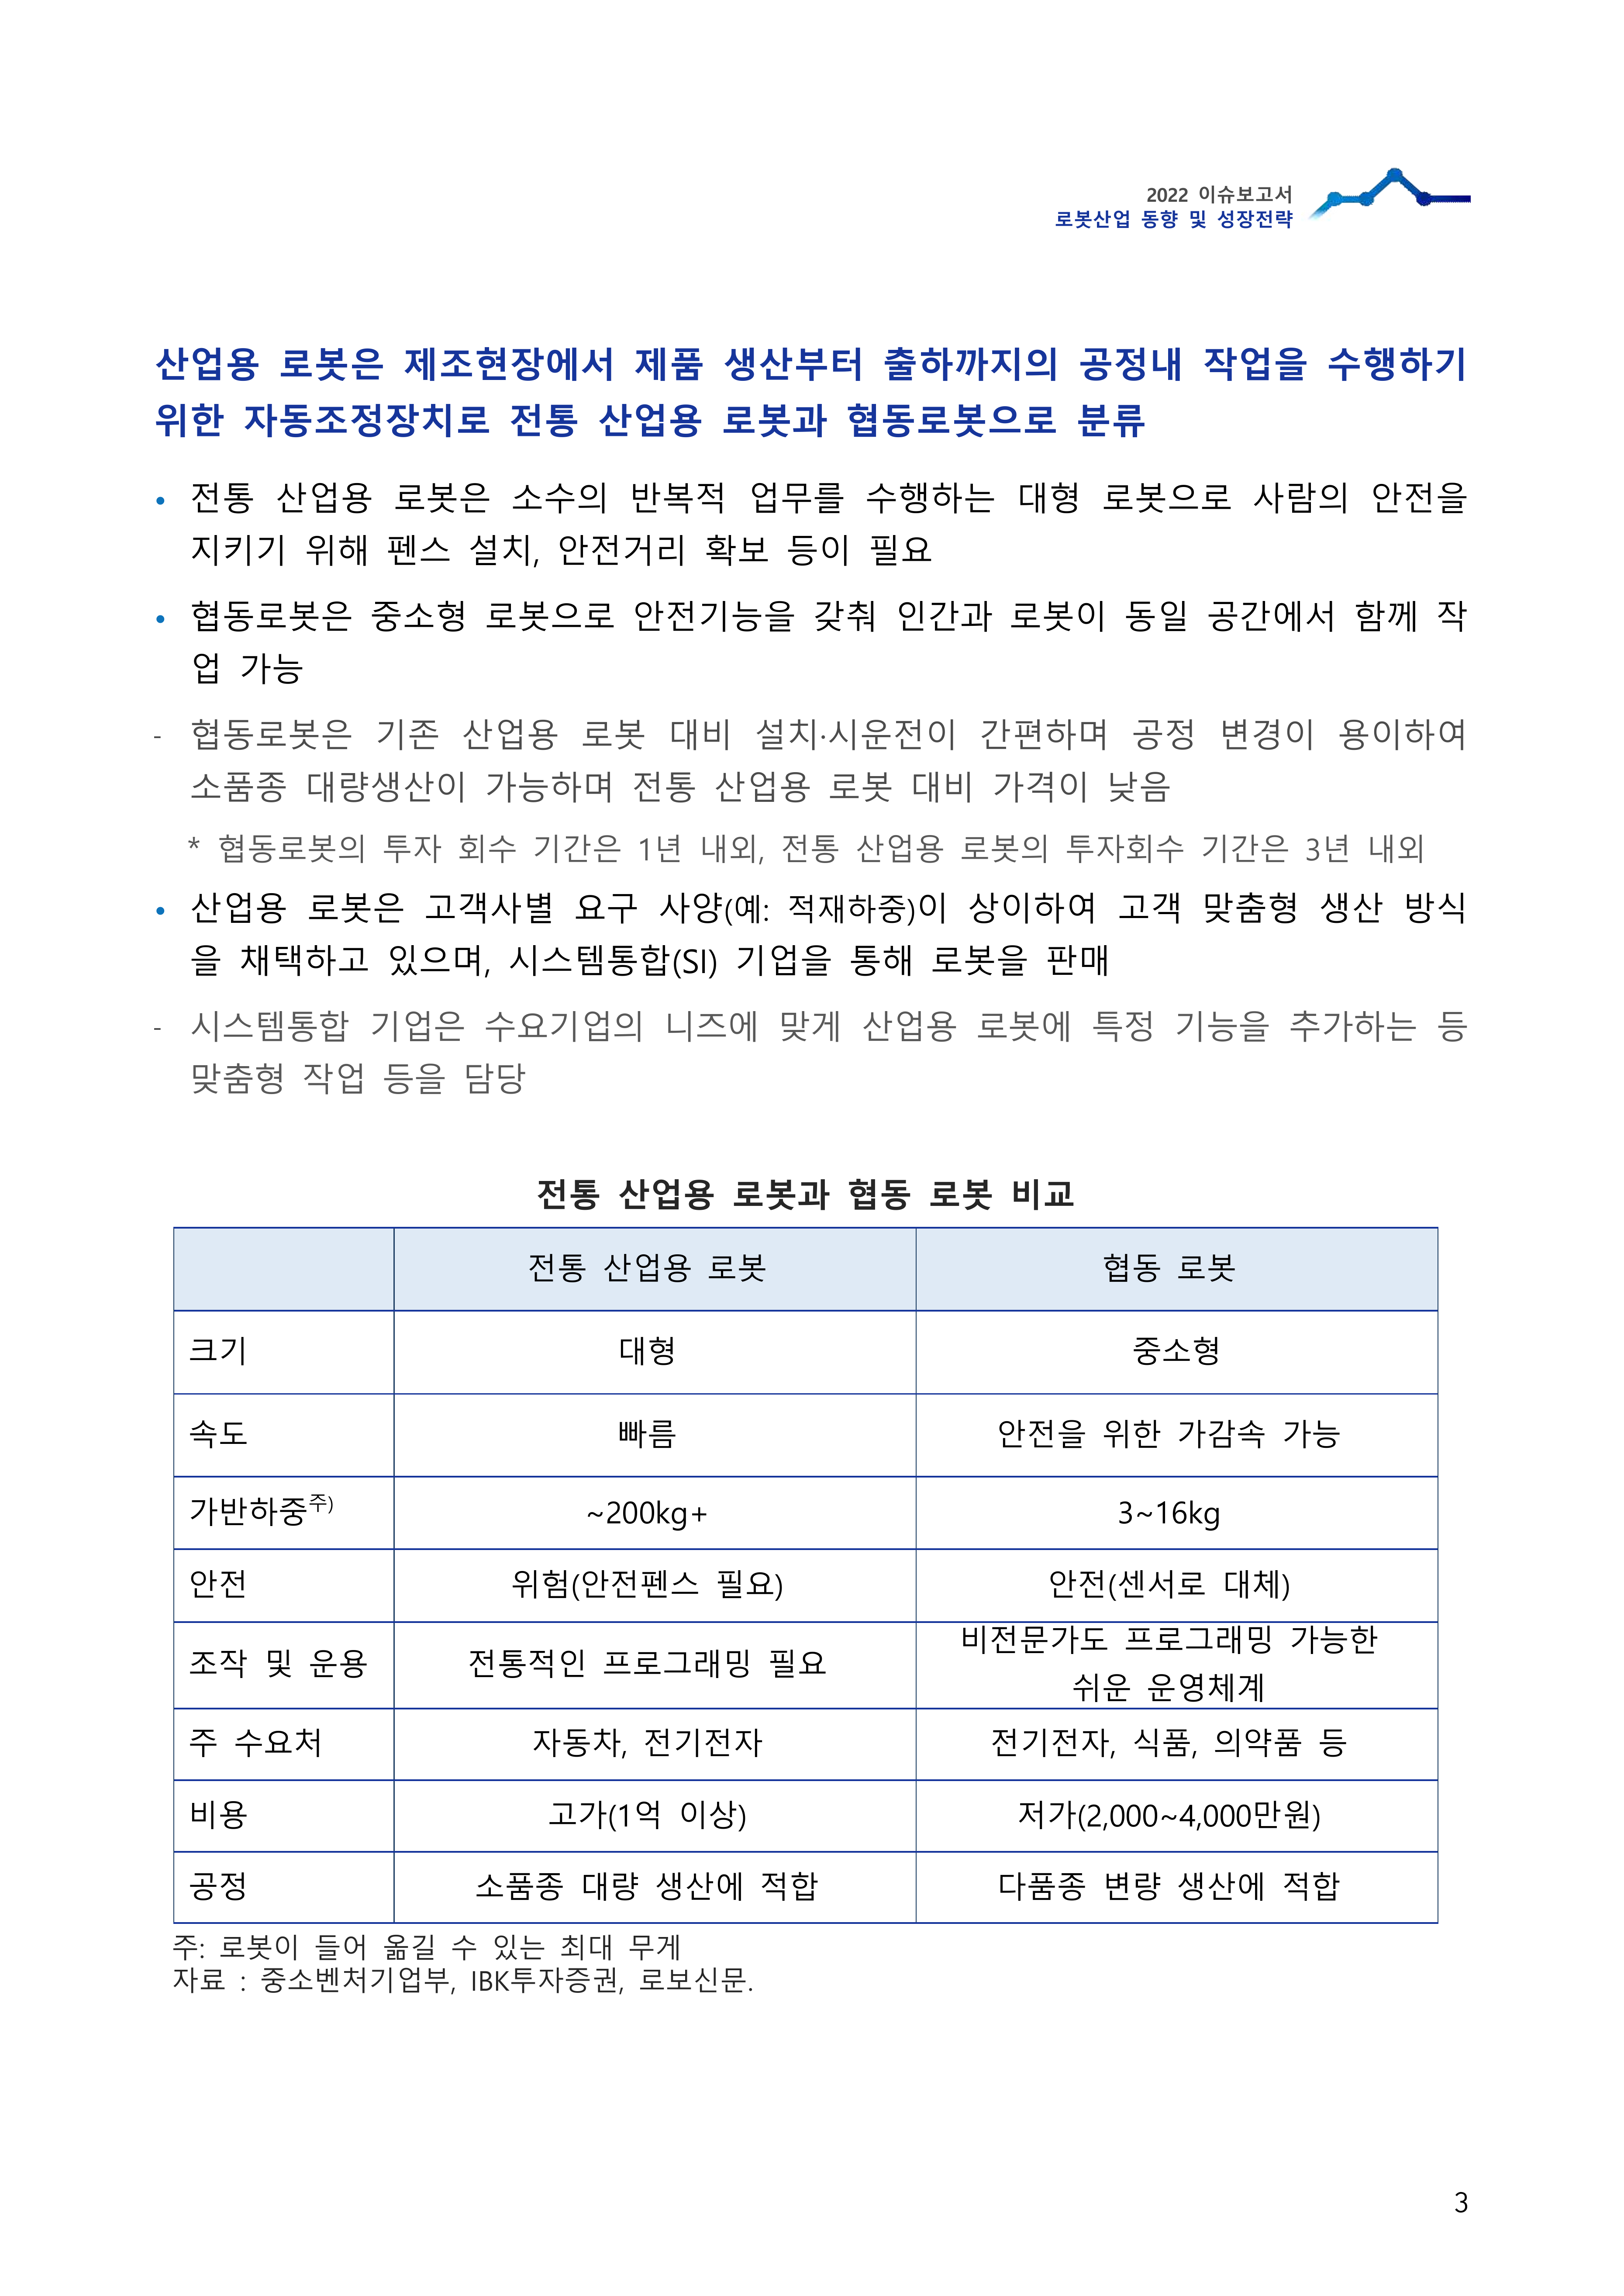 2022 이슈보고서
로봇산업 동향 및 성장전략
산업용 로봇은 제조현장에서 제품 생산부터 출하까지의 공정내 작업을 수행하기
위한 자동조정장치로 전통 산업용 로봇과 협동로봇으로 분류
• 전통 산업용 로봇은 소수의 반복적 업무를 수행하는 대형 로봇으로 사람의 안전을
지키기 위해 펜스 설치, 안전거리 확보 등이 필요
• 협동로봇은 중소형 로봇으로 안전기능을 갖춰 인간과 로봇이 동일 공간에서 함께 작
업 가능
- 협동로봇은 기존 산업용 로봇 대비 설치·시운전이 간편하며 공정 변경이 용이하여
소품종 대량생산이 가능하며 전통 산업용 로봇 대비 가격이 낮음
* 협동로봇의 투자 회수 기간은 1년 내외, 전통 산업용 로봇의 투자회수 기간은 3년 내외
• 산업용 로봇은 고객사별 요구 사양(예: 적재하중)이 상이하여 고객 맞춤형 생산 방식
을 채택하고 있으며, 시스템통합(SI) 기업을 통해 로봇을 판매
- 시스템통합 기업은 수요기업의 니즈에 맞게 산업용 로봇에 특정 기능을 추가하는 등
맞춤형 작업 등을 담당
전통 산업용 로봇과 협동 로봇 비교
전통 산업용 로봇 협동 로봇
크기 대형 중소형
속도 빠름 안전을 위한 가감속 가능
가반하중주) ~200kg+ 3~16kg
안전 위험(안전펜스 필요) 안전(센서로 대체)
조작 및 운용 전통적인 프로그래밍 필요 비전문가도 프로그래밍 가능한
쉬운 운영체계
주 수요처 자동차, 전기전자 전기전자, 식품, 의약품 등
비용 고가(1억 이상) 저가(2,000~4,000만원)
공정 소품종 대량 생산에 적합 다품종 변량 생산에 적합
주: 로봇이 들어 옮길 수 있는 최대 무게
자료 : 중소벤처기업부, IBK투자증권, 로보신문.
3